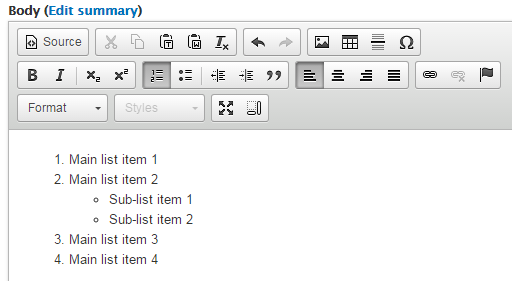 Body (Edit summary)
Source
Format Styles
1. Main list item 1
2. Main list item 2
Sub-list item 1
Sub-list item 2
3. Main list item 3
4. Main list item 4